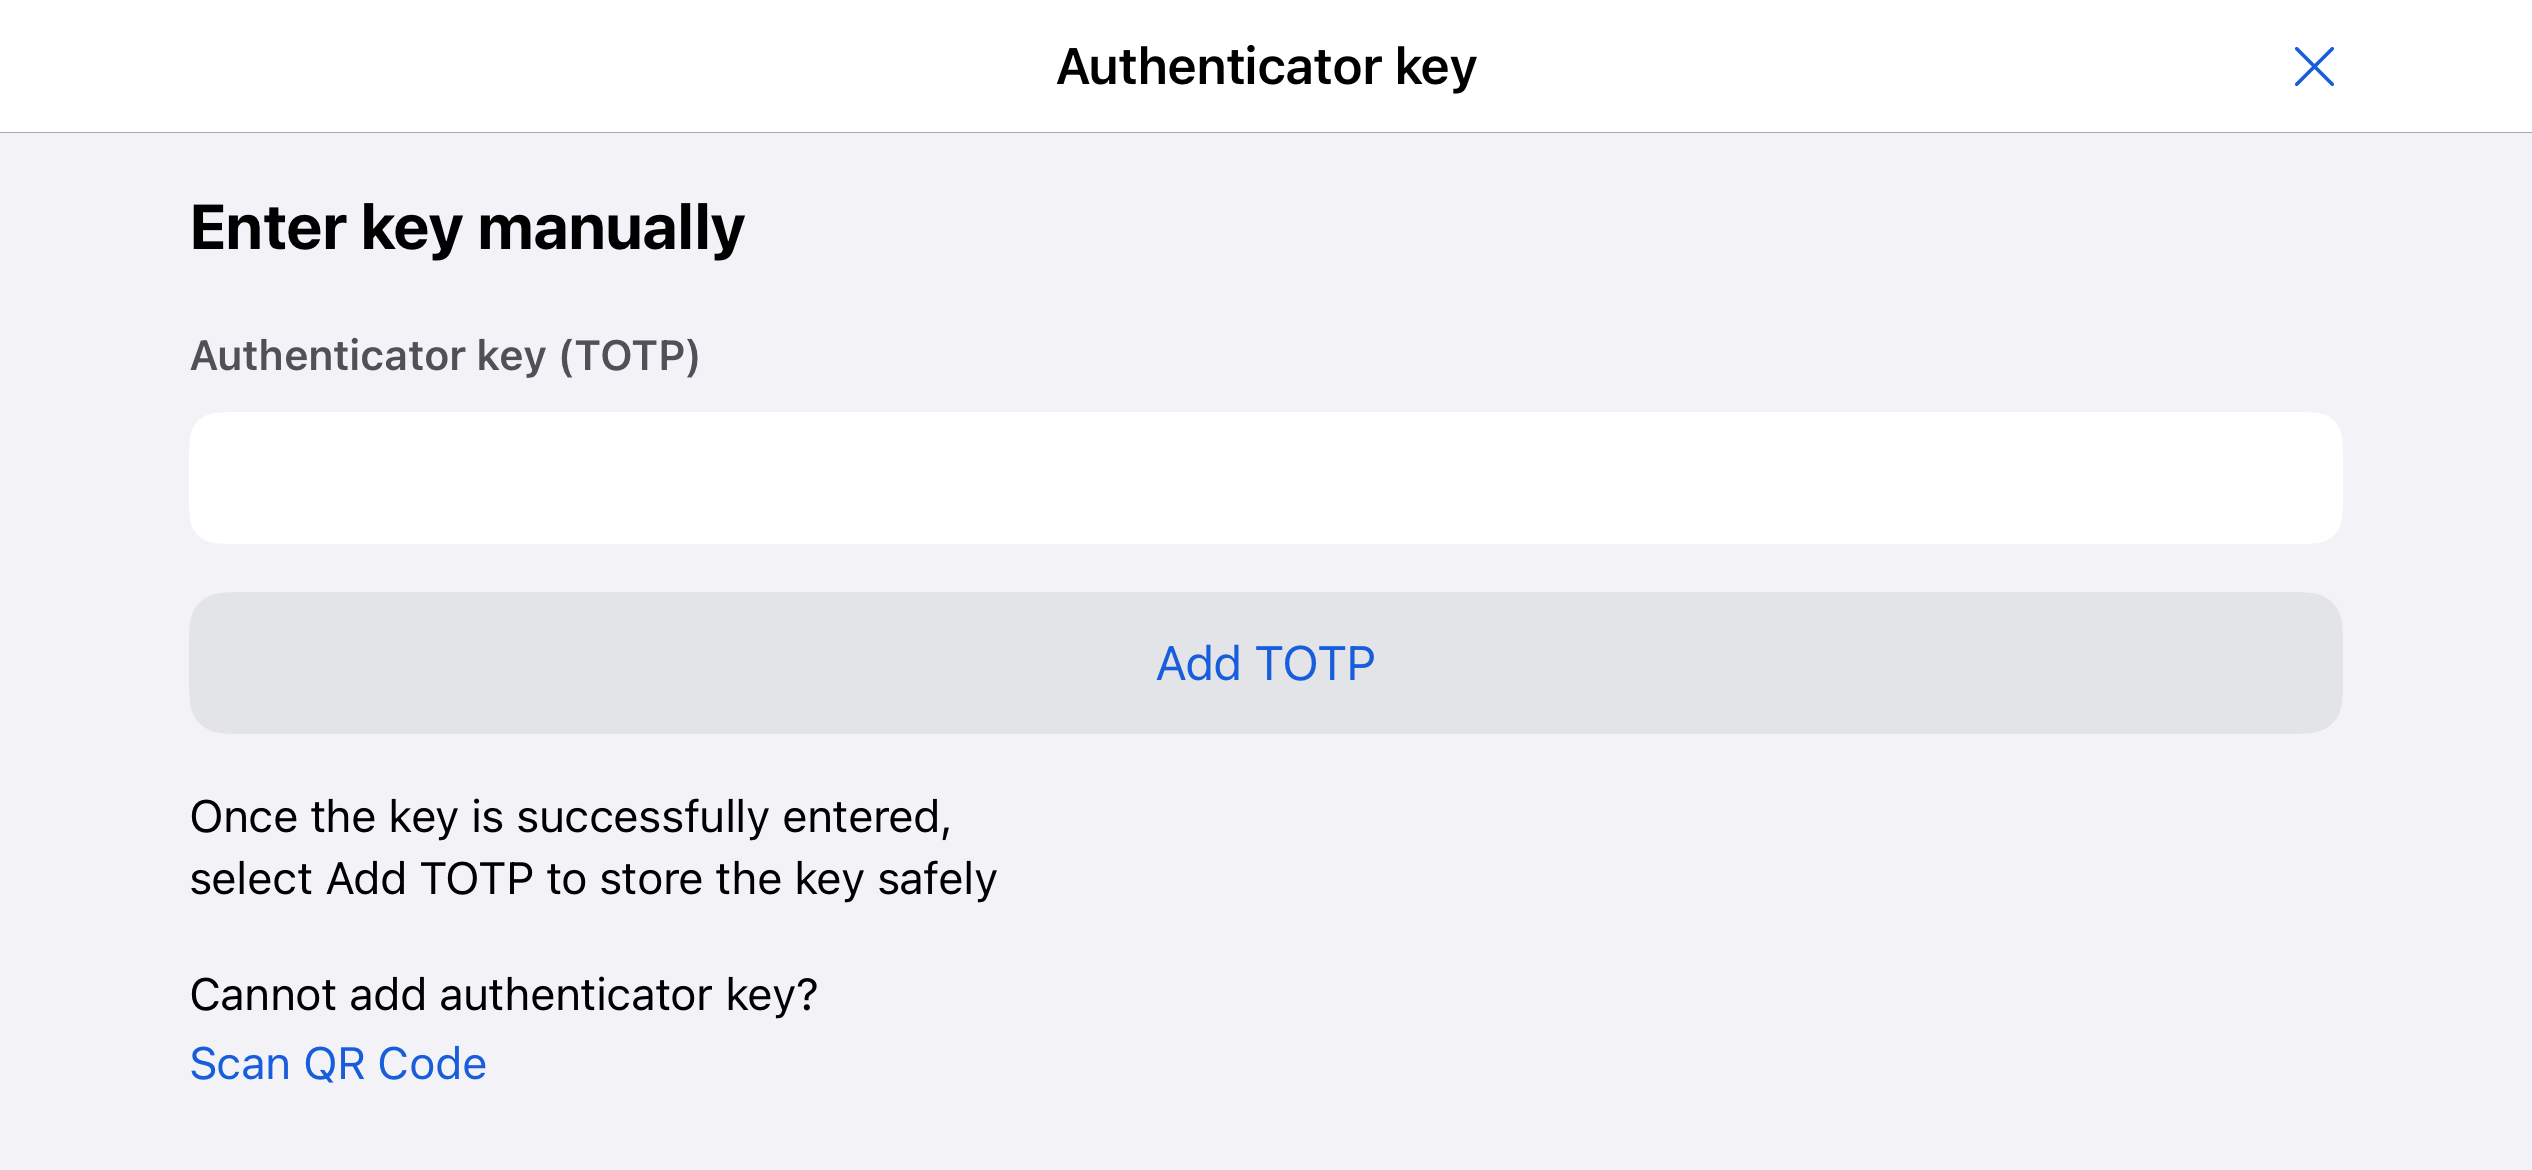 Authenticator key
Enter key manually
Authenticator key (TOTP)
Add TOTP
Once the key is successfully entered,
select Add TOTP to store the key safely
Cannot add authenticator key?
Scan QR Code